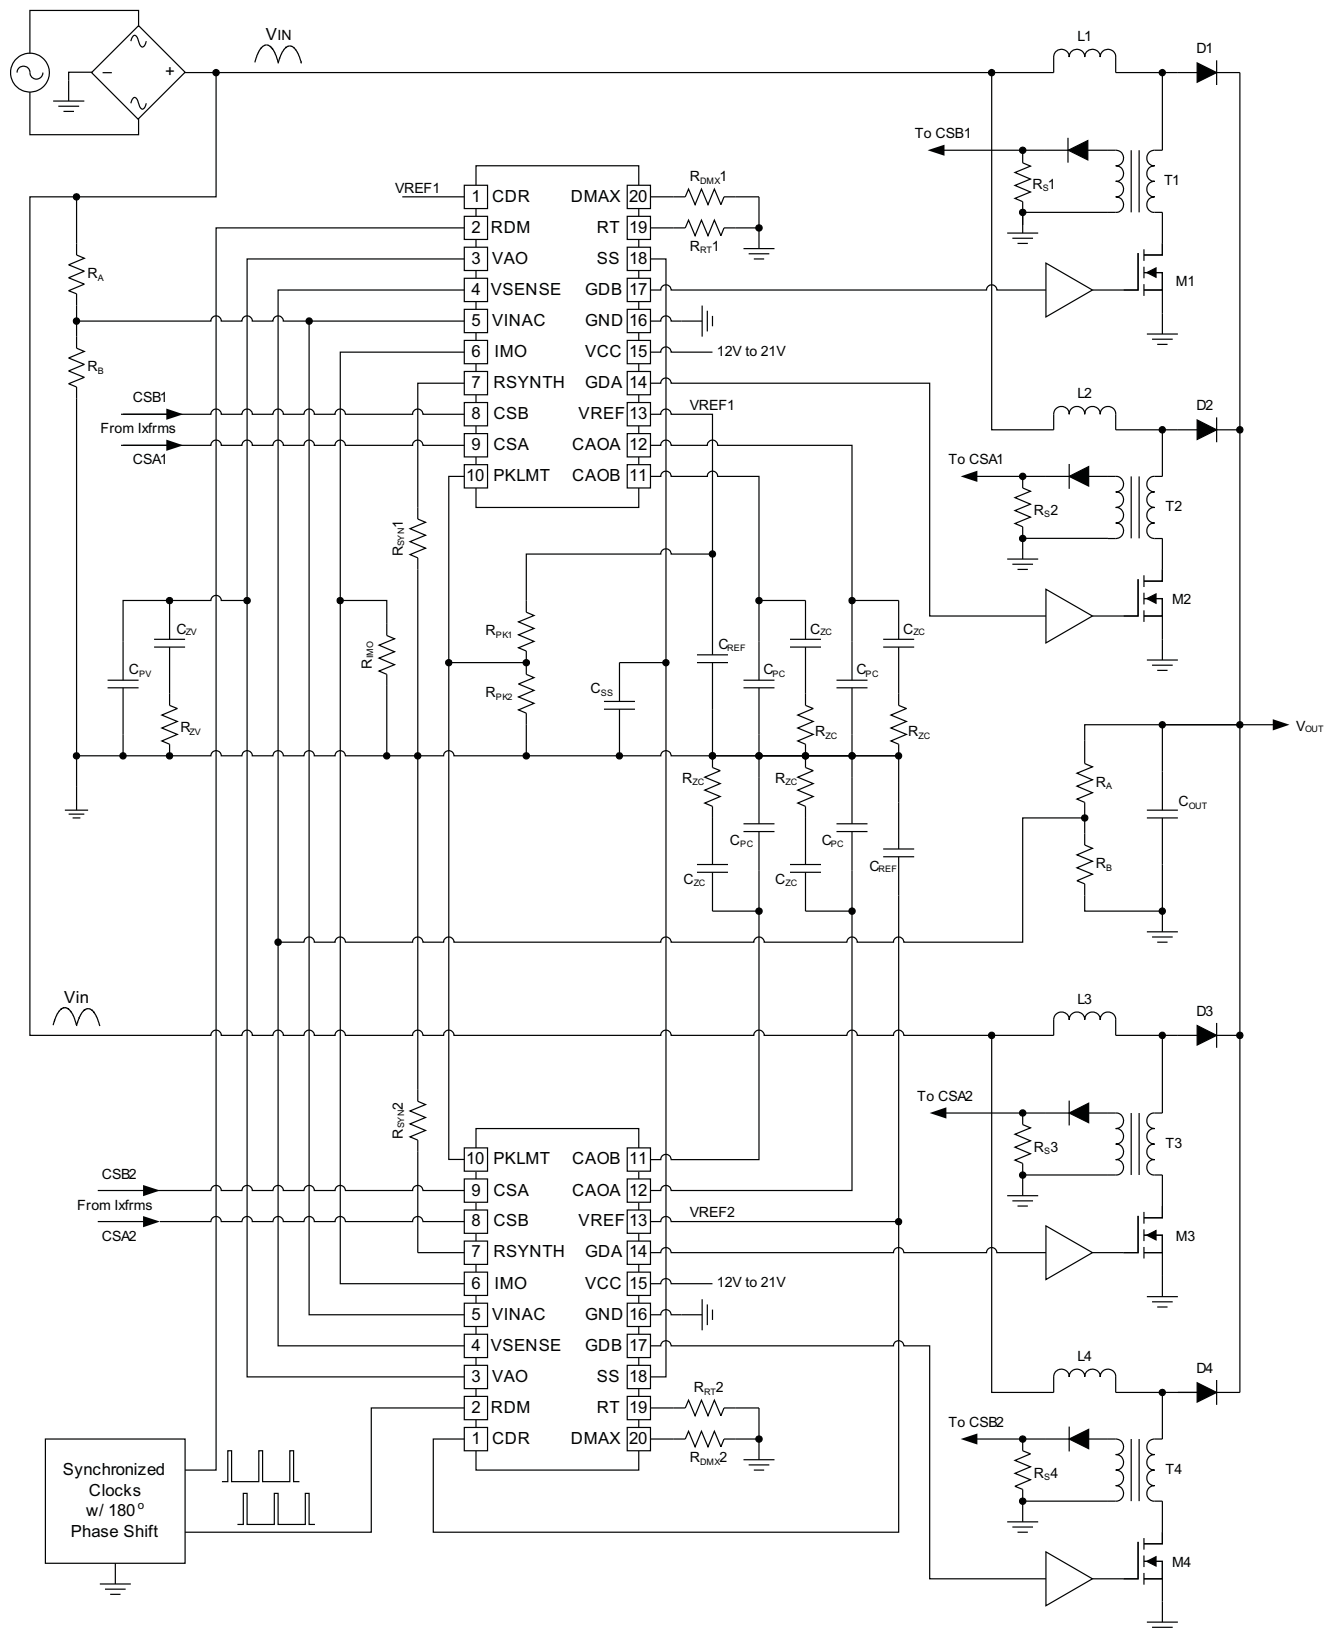 VIN
L1
D1
To CSB1
RS1
T1
M1
VREF1
1 CDR
2 RDM
3 VAO
4 VSENSE
5 VINAC
6 IMO
7 RSYNTH
8 CSB
9 CSA
10 PKLMT
DMAX 20
RT 19
SS 18
GDB 17
GND 16
VCC 15
GDA 14
VREF 13
CAOA 12
CAOB 11
RDMX1
RRT1
12V to 21V
VREF1
RA
RB
CSB1
From Ixfrms
CSA1
L2
D2
To CSA1
RS2
T2
M2
RSYN1
CZV
CPV
RZV
RIMO
RPK1
RPK2
CSS
CREF
CPC
CZC
RZC
CPC
CZC
RZC
RZC
CPC
CZC
RZC
CPC
CZC
CREF
VOUT
RA
RB
COUT
Vin
L3
D3
To CSA2
RS3
T3
M3
RSYN2
CSB2
From Ixfrms
CSA2
10 PKLMT
9 CSA
8 CSB
7 RSYNTH
6 IMO
5 VINAC
4 VSENSE
3 VAO
2 RDM
1 CDR
CAOB 11
CAOA 12
VREF 13
GDA 14
VCC 15
GND 16
GDB 17
SS 18
RT 19
DMAX 20
VREF2
12V to 21V
RRT2
RDMX2
L4
D4
To CSB2
RS4
T4
M4
Synchronized
Clocks
w/ 180o
Phase Shift